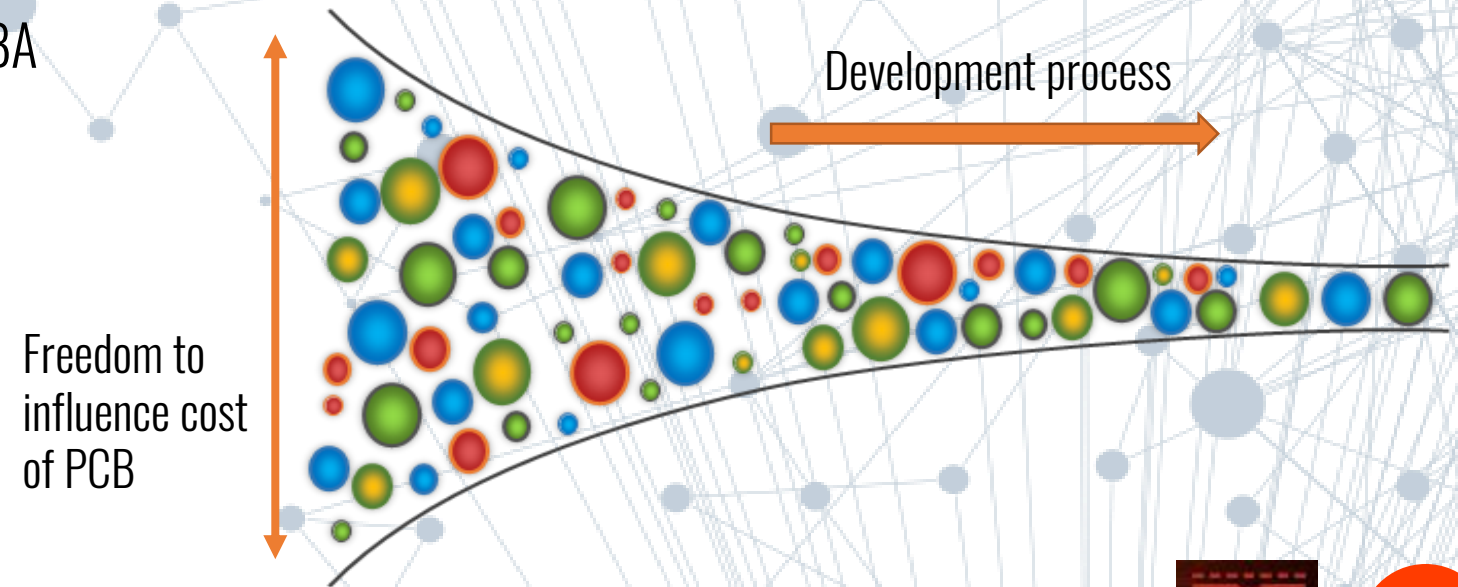 BA
Development process
Freedom to
influence cost
of PCB